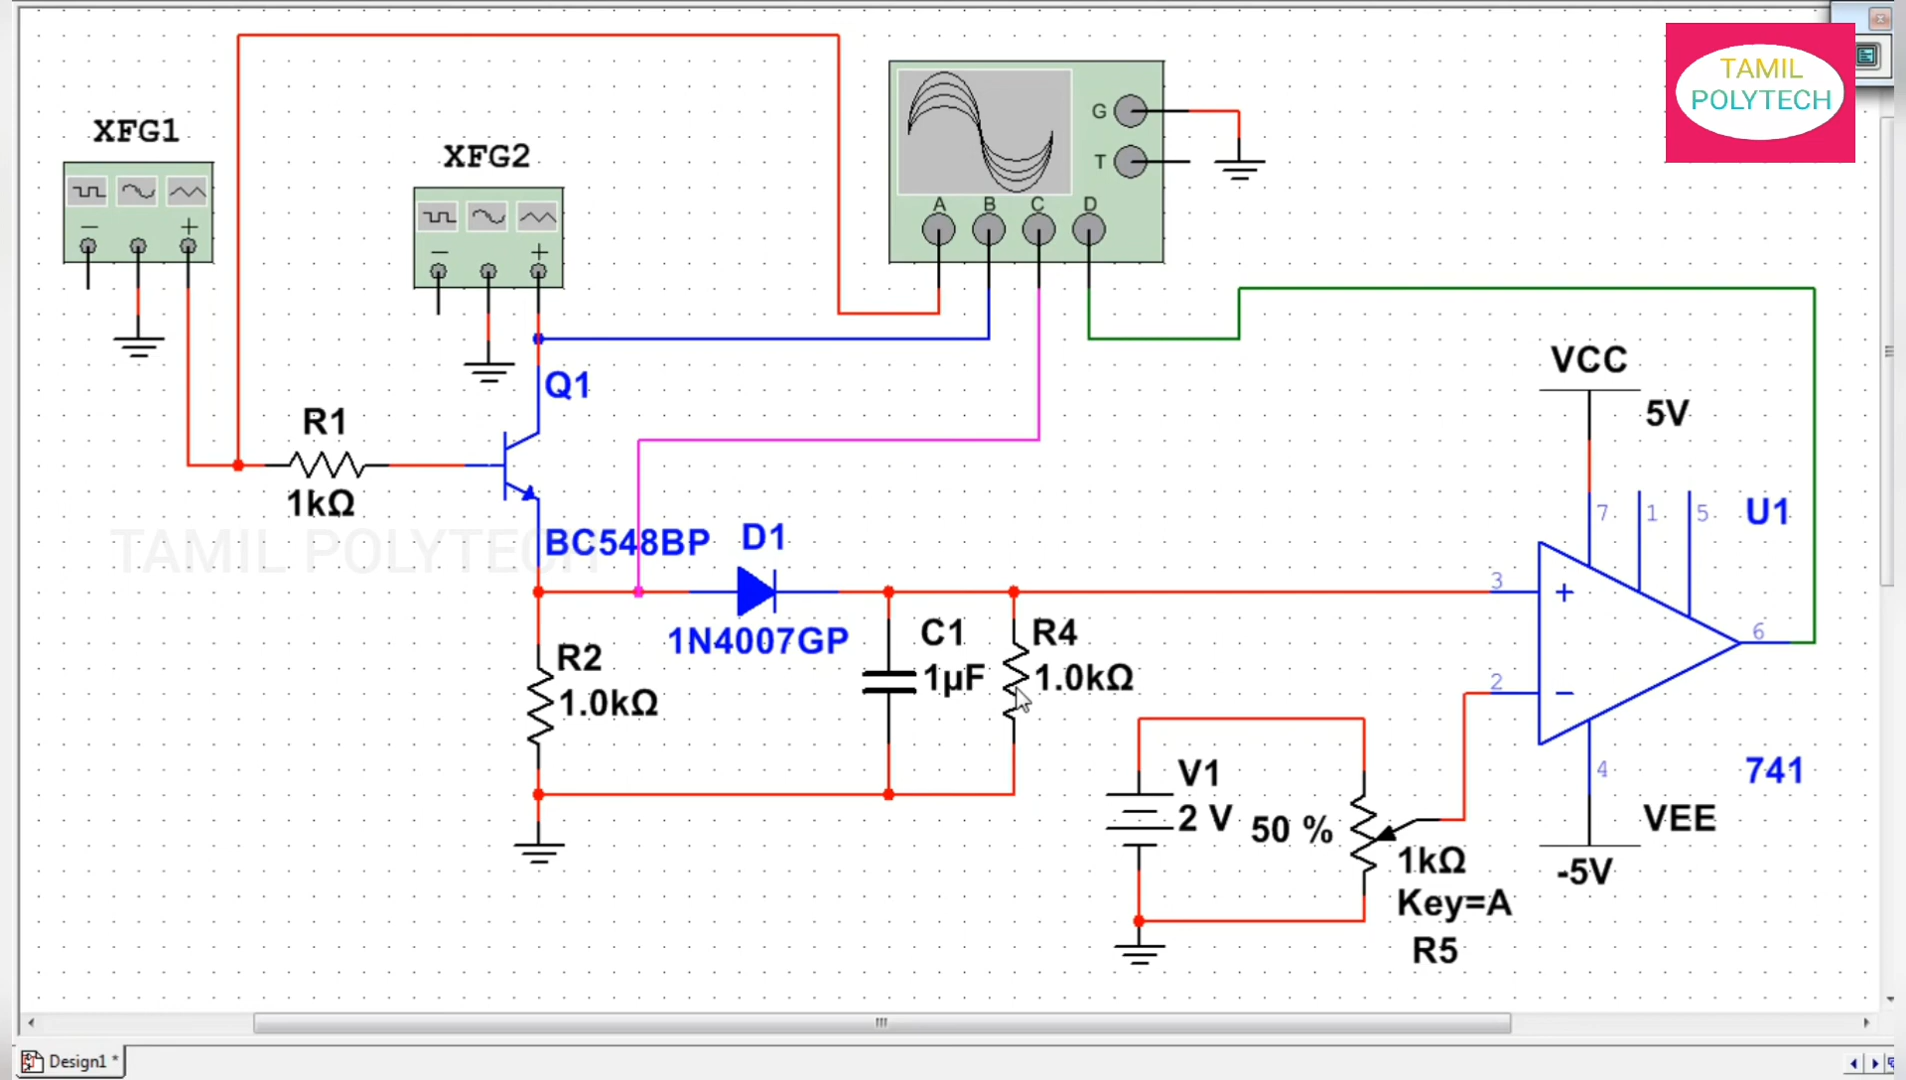 TAMIL
POLYTECH
XFG1
XFG2
G
T
A
B
C
D
+
+
VCC
5V
Q1
R1
1kΩ
7
1
5
U1
TAMIL POLYTECH
BC548BP
D1
3
+
1N4007GP
C1
1µF
R4
1.0kΩ
6
R2
1.0kΩ
2
V1
2 V
50 %
1kΩ
Key=A
R5
4
741
VEE
-5V
Design1 *